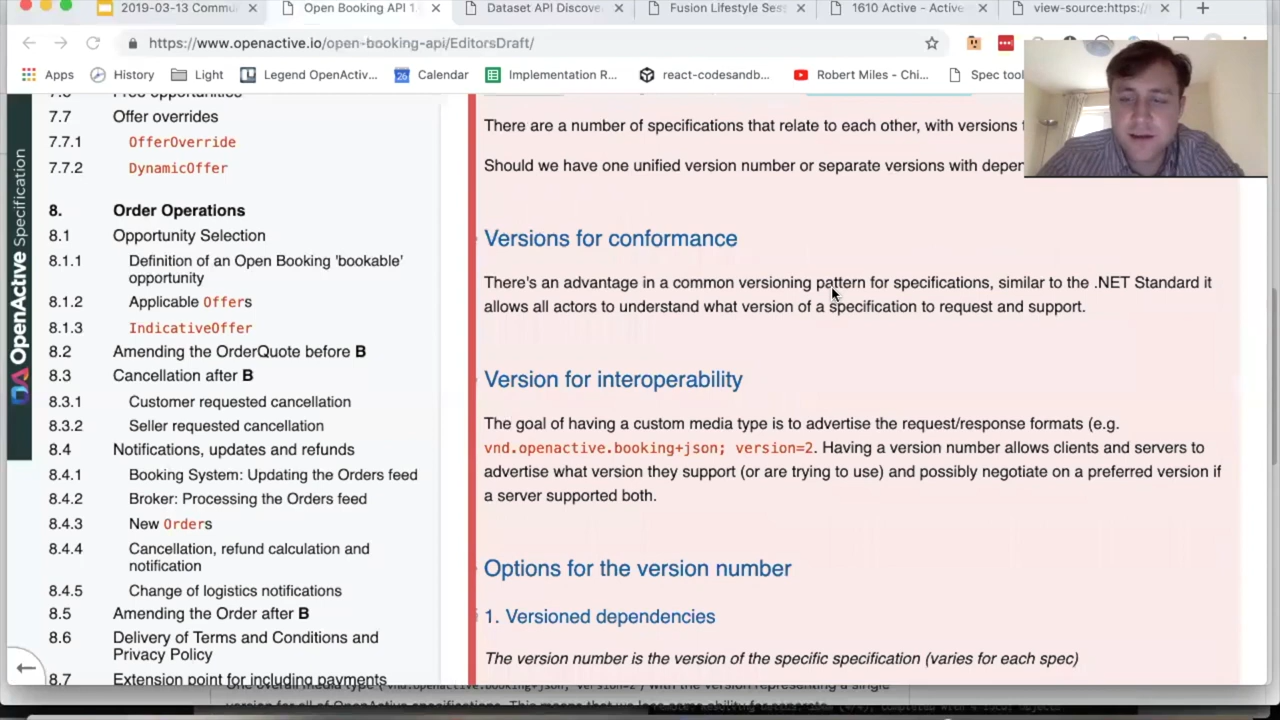 2019-03-13 Commu
Open Booking API 1.
Dataset API Discove
Fusion Lifestyle Ses
1610 Active - Active
view-source:https://
https://www.openactive.io/open-booking-api/EditorsDraft/
Apps
History
Light
Legend OpenActiv...
Calendar
Implementation R...
react-codesandb...
Robert Miles - Chi...
Spec tool
OpenActive Specification
Free opportunities
7.7 Offer overrides
7.7.1 OfferOverride
7.7.2 DynamicOffer
8. Order Operations
8.1 Opportunity Selection
8.1.1 Definition of an Open Booking 'bookable'
opportunity
8.1.2 Applicable Offers
8.1.3 IndicativeOffer
8.2 Amending the OrderQuote before B
8.3 Cancellation after B
8.3.1 Customer requested cancellation
8.3.2 Seller requested cancellation
8.4 Notifications, updates and refunds
8.4.1 Booking System: Updating the Orders feed
8.4.2 Broker: Processing the Orders feed
8.4.3 New Orders
8.4.4 Cancellation, refund calculation and
notification
8.4.5 Change of logistics notifications
8.5 Amending the Order after B
8.6 Delivery of Terms and Conditions and
Privacy Policy
8.7 Extension point for including payments
There are a number of specifications that relate to each other, with versions
Should we have one unified version number or separate versions with depen
Versions for conformance
There's an advantage in a common versioning pattern for specifications, similar to the .NET Standard it
allows all actors to understand what version of a specification to request and support.
Version for interoperability
The goal of having a custom media type is to advertise the request/response formats (e.g.
vnd.openactive.booking+json; version=2. Having a version number allows clients and servers to
advertise what version they support (or are trying to use) and possibly negotiate on a preferred version if
a server supported both.
Options for the version number
1. Versioned dependencies
The version number is the version of the specific specification (varies for each spec)